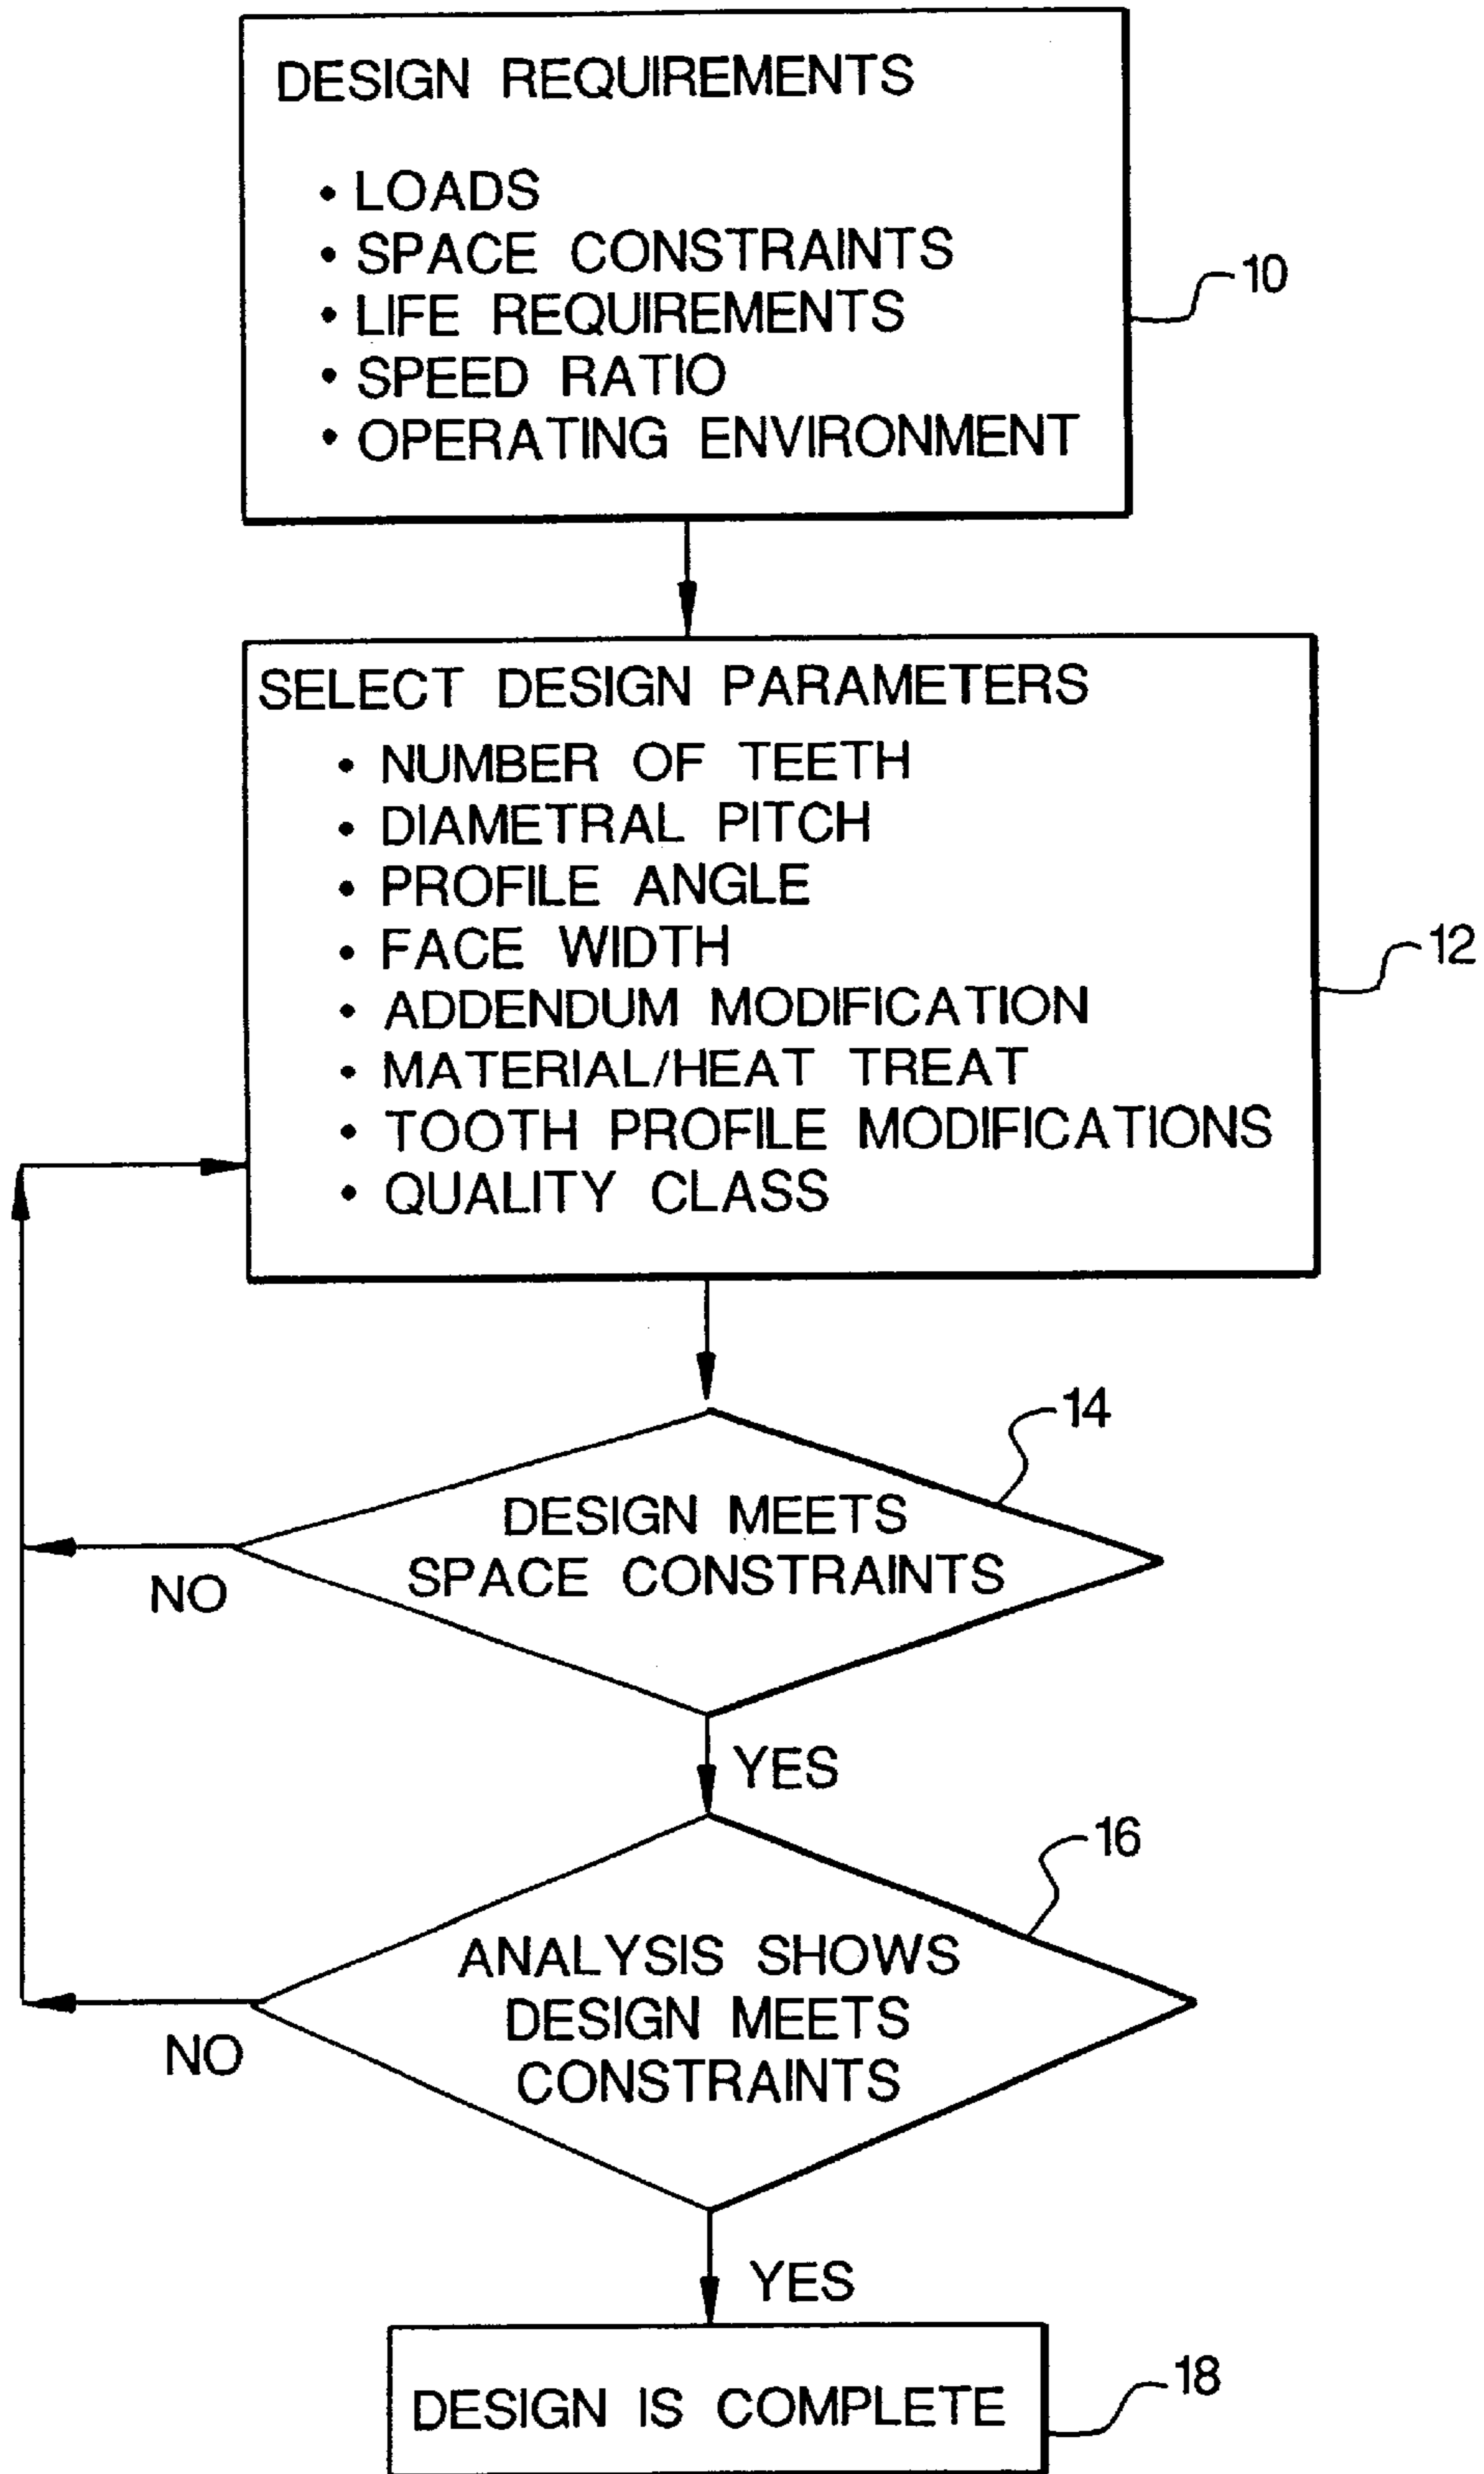 DESIGN REQUIREMENTS
• LOADS
• SPACE CONSTRAINTS
• LIFE REQUIREMENTS
• SPEED RATIO
• OPERATING ENVIRONMENT
10
SELECT DESIGN PARAMETERS
• NUMBER OF TEETH
• DIAMETRAL PITCH
• PROFILE ANGLE
• FACE WIDTH
• ADDENDUM MODIFICATION
• MATERIAL/HEAT TREAT
• TOOTH PROFILE MODIFICATIONS
• QUALITY CLASS
12
14
DESIGN MEETS
SPACE CONSTRAINTS
NO
YES
16
ANALYSIS SHOWS
DESIGN MEETS
CONSTRAINTS
NO
YES
DESIGN IS COMPLETE
18